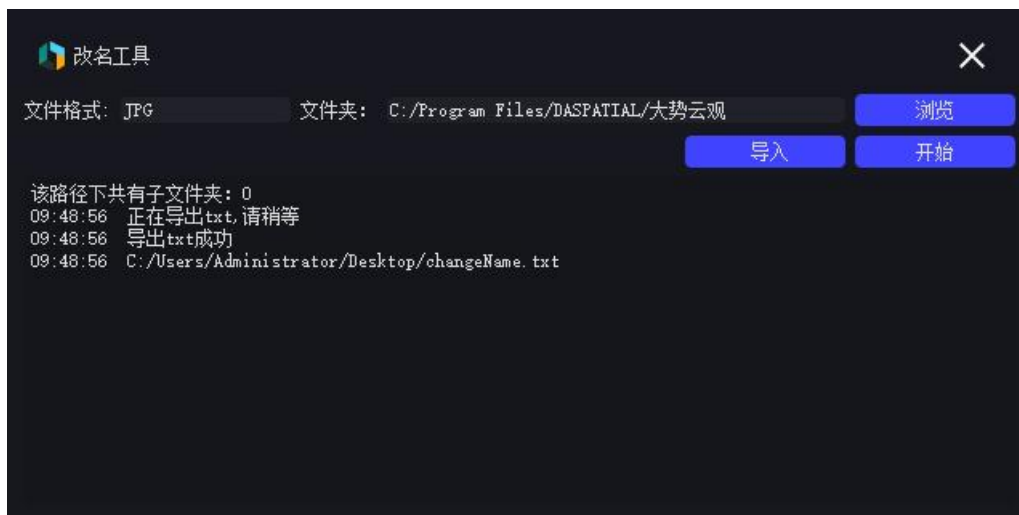 改名工具
文件格式: JPG 文件夹: C:/Program Files/DASPATIAL/大势云观 浏览
导入 开始
该路径下共有子文件夹: 0
09:48:56 正在导出txt,请稍等
09:48:56 导出txt成功
09:48:56 C:/Users/Administrator/Desktop/changeName.txt